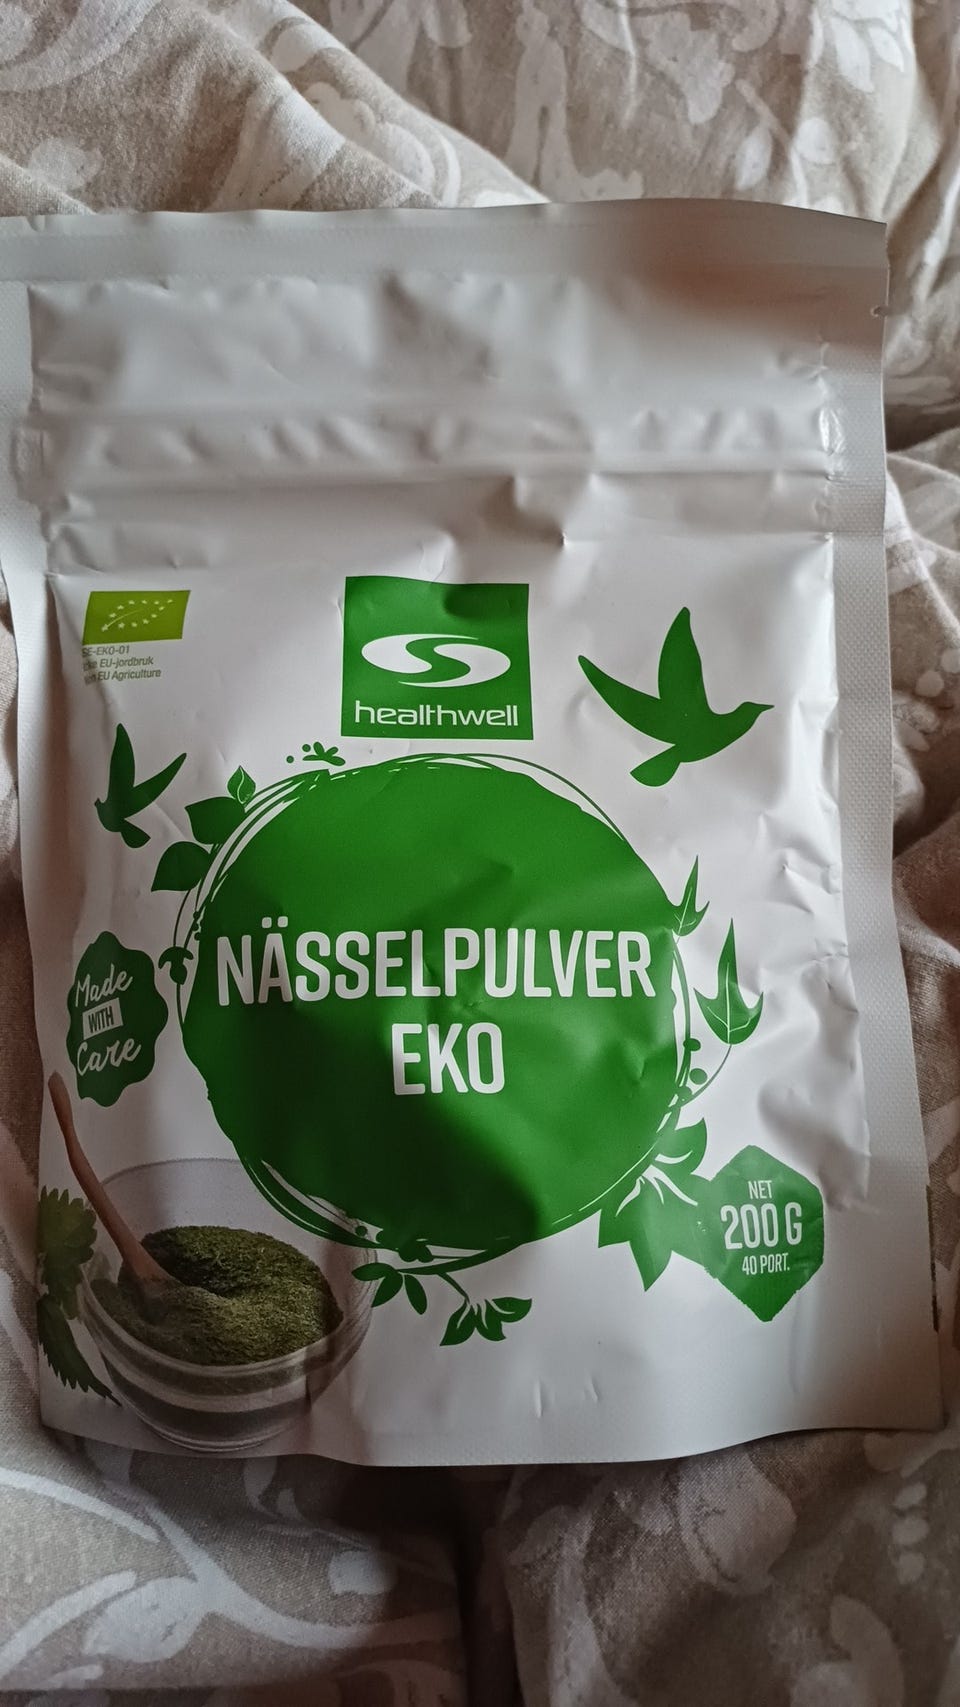 SE-EKO-01
EU-jordbruk
EU Agriculture
healthwell
NÄSSELPULVER
EKO
Made
WITH
Care
NET
200 G
40 PORT.